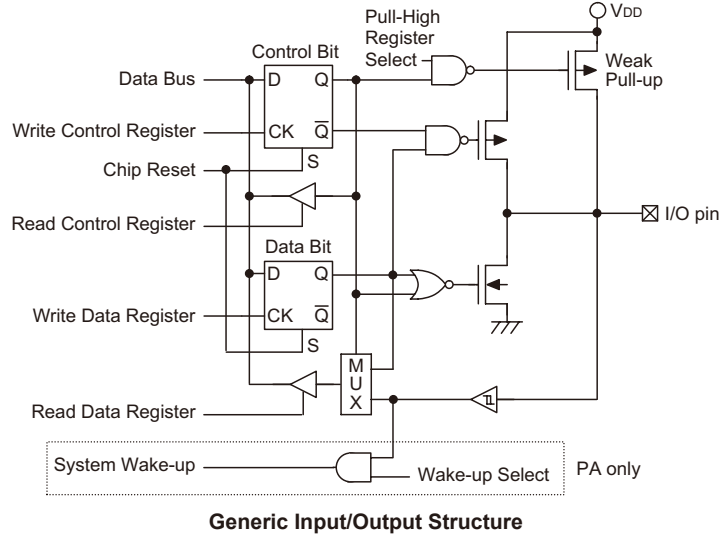 VDD
Pull-High
Register
Select
Weak
Pull-up
Control Bit
Data Bus
D
Q
Write Control Register
CK
Q
Chip Reset
S
Read Control Register
I/O pin
Data Bit
D
Q
Write Data Register
CK
Q
S
M
U
X
Read Data Register
System Wake-up
Wake-up Select
PA only
Generic Input/Output Structure